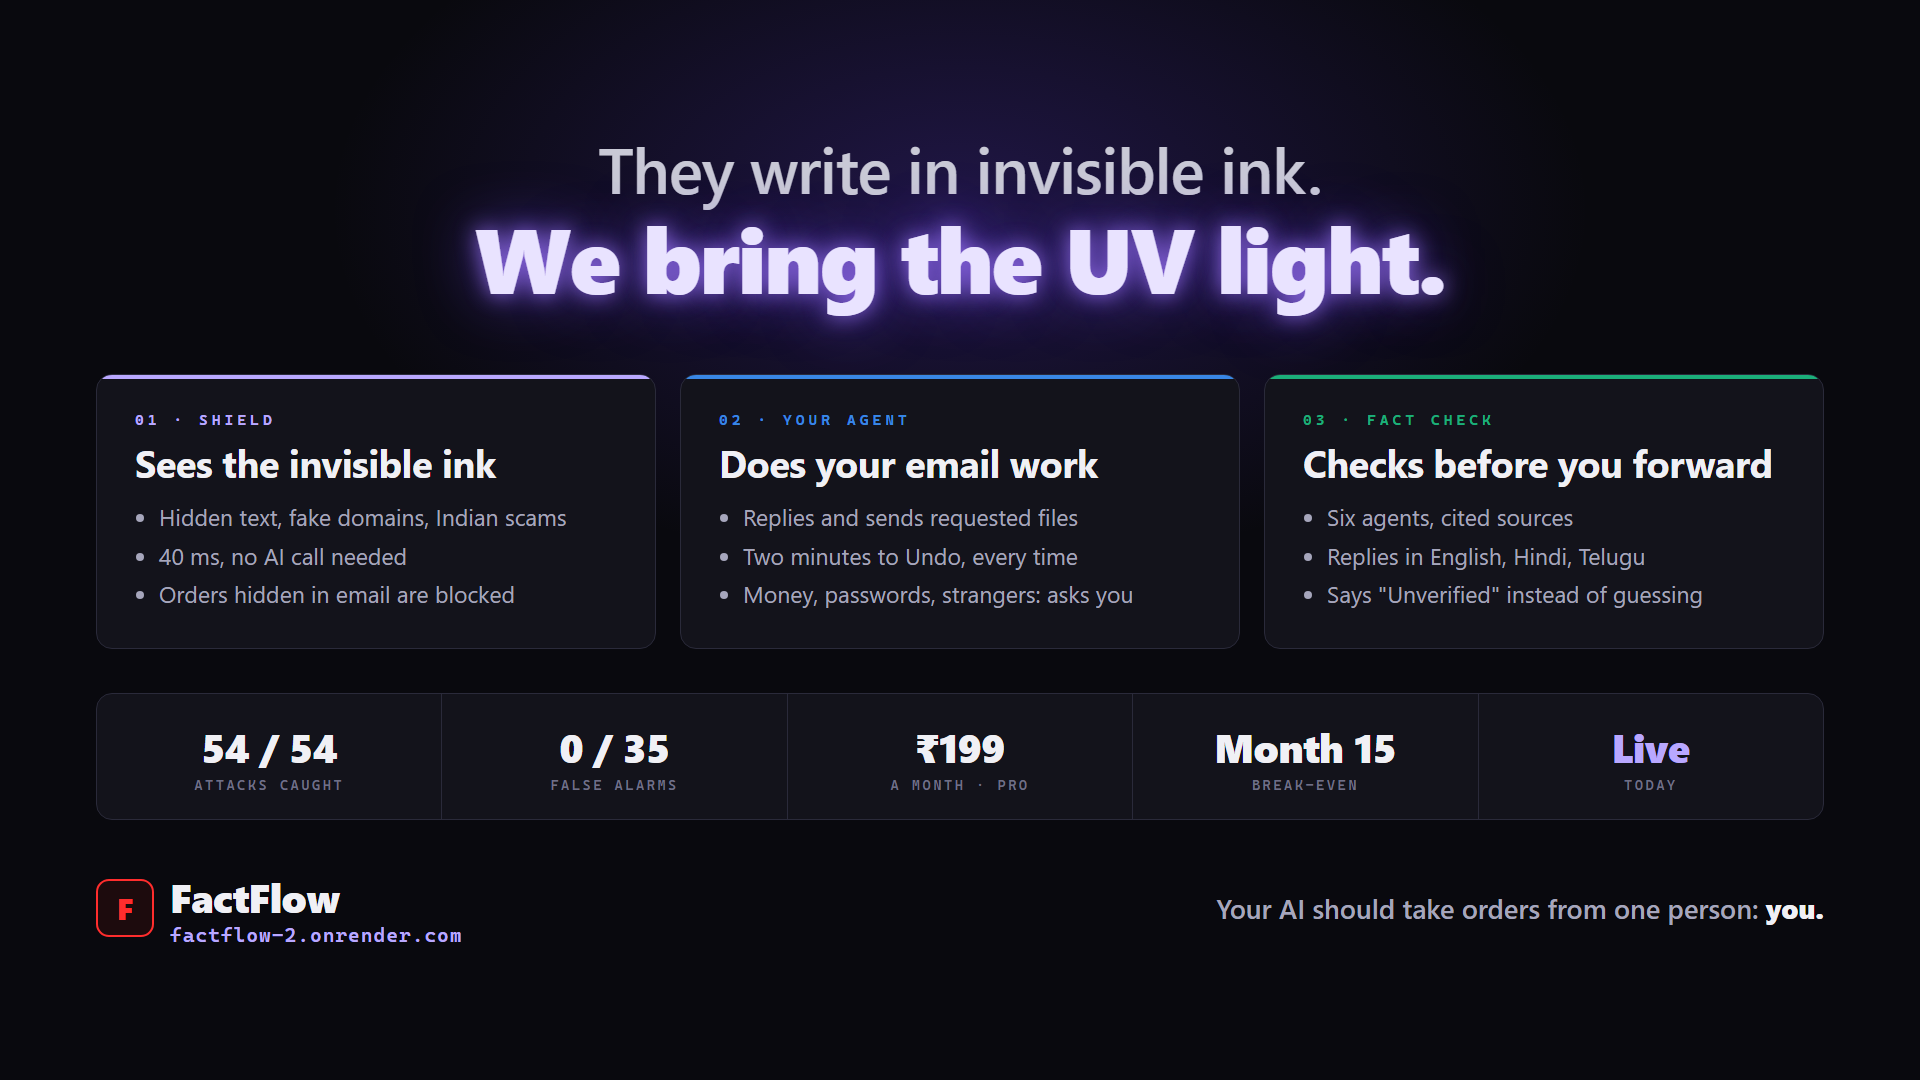 They write in invisible ink.
We bring the UV light.
01 · SHIELD
Sees the invisible ink
• Hidden text, fake domains, Indian scams
• 40 ms, no AI call needed
• Orders hidden in email are blocked
02 · YOUR AGENT
Does your email work
• Replies and sends requested files
• Two minutes to Undo, every time
• Money, passwords, strangers: asks you
03 · FACT CHECK
Checks before you forward
• Six agents, cited sources
• Replies in English, Hindi, Telugu
• Says "Unverified" instead of guessing
54 / 54
ATTACKS CAUGHT
0 / 35
FALSE ALARMS
₹199
A MONTH · PRO
Month 15
BREAK-EVEN
Live
TODAY
F
FactFlow
factflow-2.onrender.com
Your AI should take orders from one person: you.